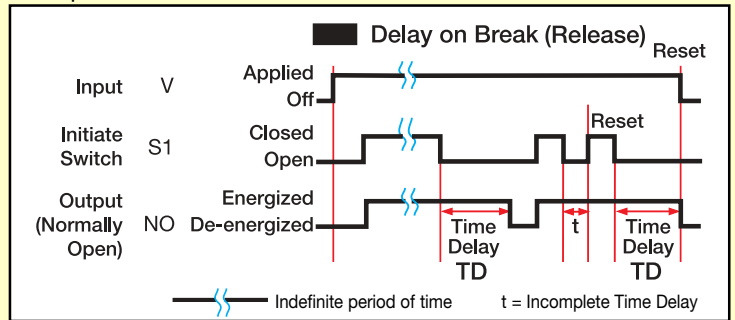 Delay on Break (Release)
Reset
Input V Applied
Off
Initiate Closed
Switch S1 Open
Reset
Output Energized
(Normally NO De-energized
Open)
Time
Delay
TD
t
Time
Delay
TD
Indefinite period of time t = Incomplete Time Delay